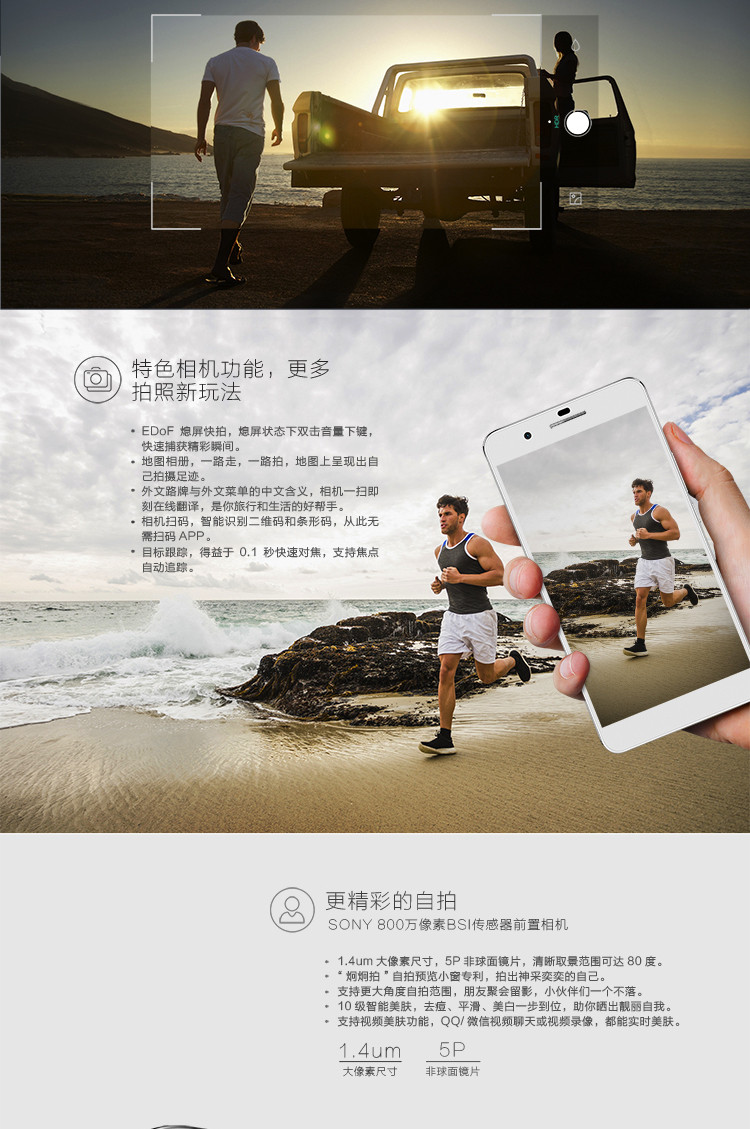 HDR
特色相机功能，更多
拍照新玩法
• EDoF 熄屏快拍，熄屏状态下双击音量下键，
快速捕获精彩瞬间。
• 地图相册，一路走，一路拍，地图上呈现出自
己拍摄足迹。
• 外文路牌与外文菜单的中文含义，相机一扫即
刻在线翻译，是你旅行和生活的好帮手。
• 相机扫码，智能识别二维码和条形码，从此无
需扫码 APP。
• 目标跟踪，得益于 0.1 秒快速对焦，支持焦点
自动追踪。
更精彩的自拍
SONY 800万像素BSI传感器前置相机
• 1.4um 大像素尺寸，5P 非球面镜片，清晰取景范围可达 80 度。
• “ 炯炯拍 ” 自拍预览小窗专利，拍出神采奕奕的自己。
• 支持更大角度自拍范围，朋友聚会留影，小伙伴们一个不落。
• 10 级智能美肤，去痘、平滑、美白一步到位，助你晒出靓丽自我。
• 支持视频美肤功能，QQ/ 微信视频聊天或视频录像，都能实时美肤。
1.4um 5P
大像素尺寸 非球面镜片